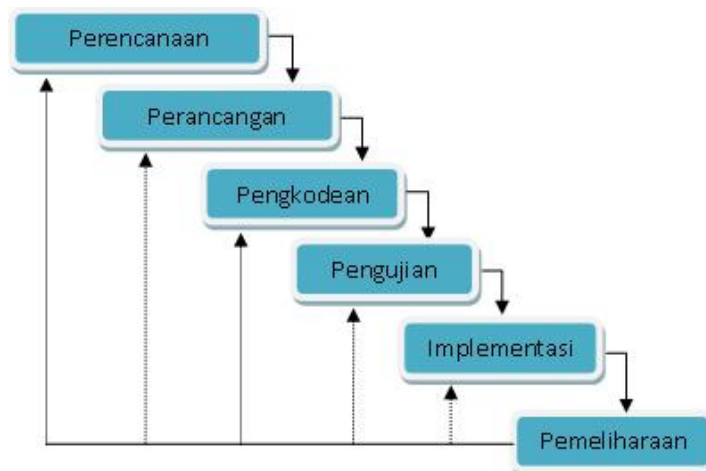 Perencanaan
Perancangan
Pengkodean
Pengujian
Implementasi
Pemeliharaan